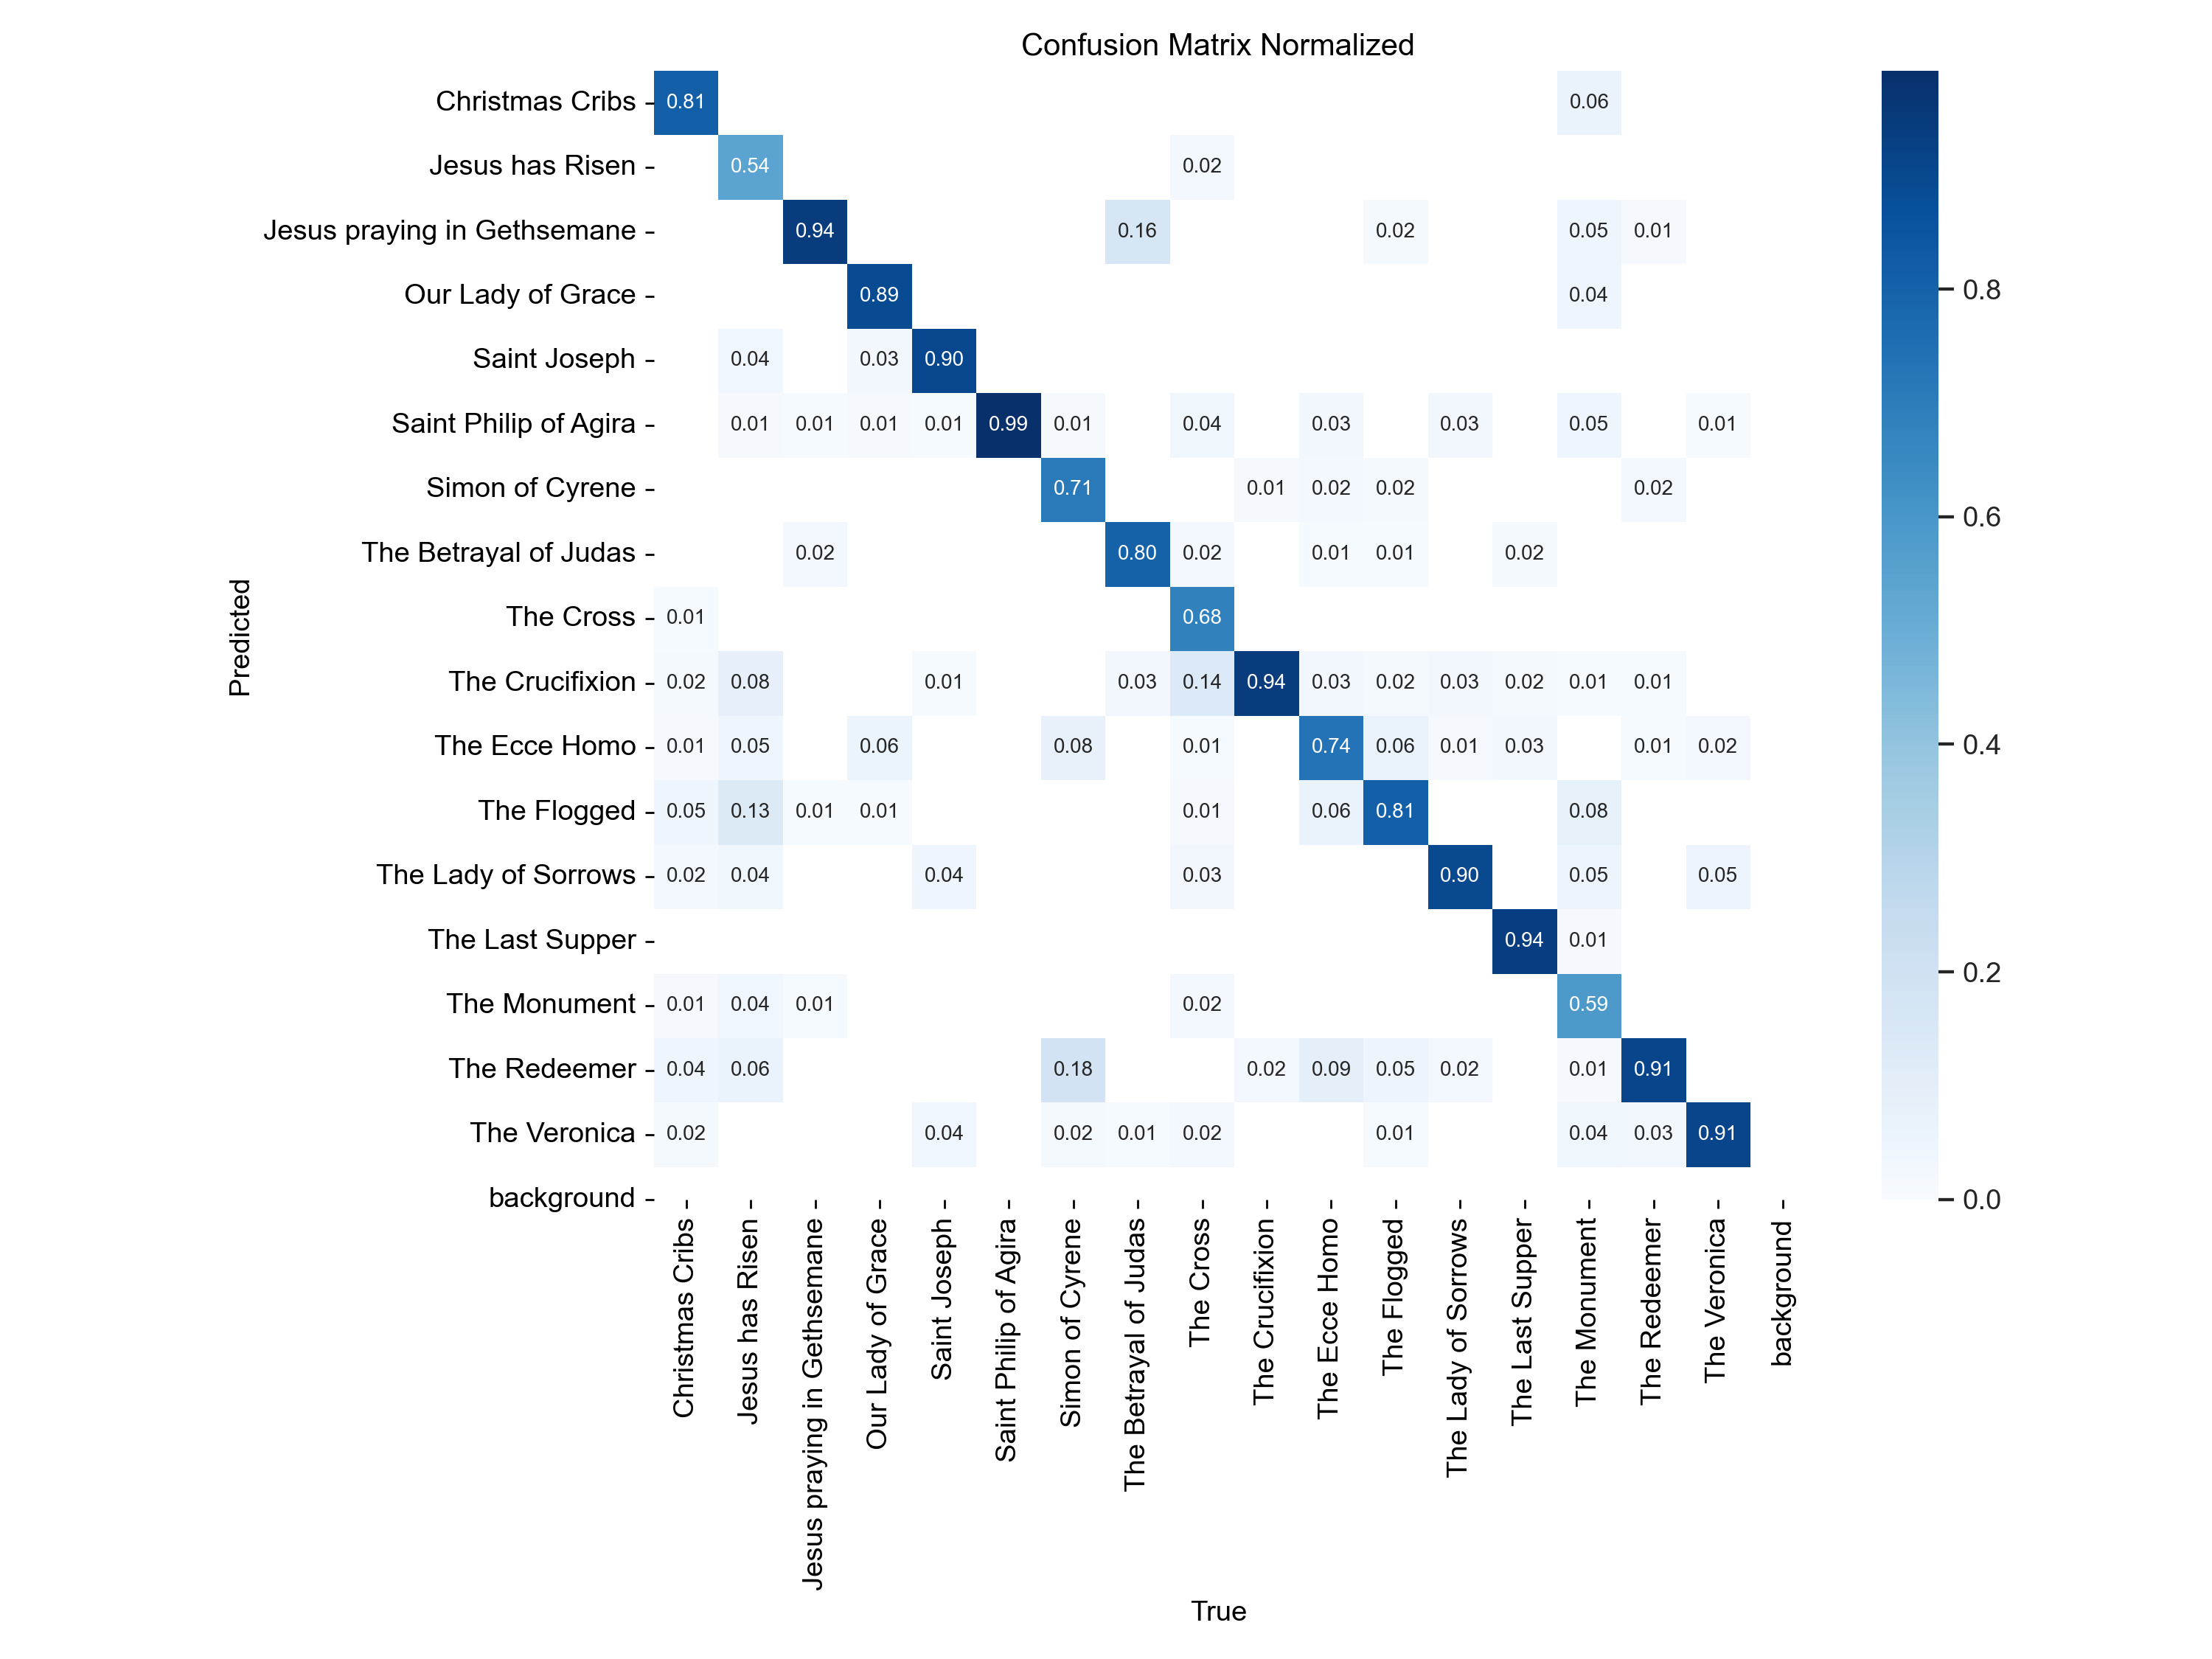 Confusion Matrix Normalized
Christmas Cribs 0.81 0.06
Jesus has Risen 0.54 0.02
Jesus praying in Gethsemane 0.94 0.16 0.02 0.05 0.01
Our Lady of Grace 0.89 0.04
Saint Joseph 0.04 0.03 0.90
Saint Philip of Agira 0.01 0.01 0.01 0.01 0.99 0.01 0.04 0.03 0.03 0.05 0.01
Simon of Cyrene 0.71 0.01 0.02 0.02 0.02
The Betrayal of Judas 0.02 0.80 0.02 0.01 0.01 0.02
The Cross 0.01 0.68
The Crucifixion 0.02 0.08 0.01 0.03 0.14 0.94 0.03 0.02 0.03 0.02 0.01 0.01
The Ecce Homo 0.01 0.05 0.06 0.08 0.01 0.74 0.06 0.01 0.03 0.01 0.02
The Flogged 0.05 0.13 0.01 0.01 0.01 0.06 0.81 0.08
The Lady of Sorrows 0.02 0.04 0.04 0.03 0.90 0.05 0.05
The Last Supper 0.94 0.01
The Monument 0.01 0.04 0.01 0.02 0.59
The Redeemer 0.04 0.06 0.18 0.02 0.09 0.05 0.02 0.01 0.91
The Veronica 0.02 0.04 0.02 0.01 0.02 0.01 0.04 0.03 0.91
background
Predicted
Christmas Cribs
Jesus has Risen
Jesus praying in Gethsemane
Our Lady of Grace
Saint Joseph
Saint Philip of Agira
Simon of Cyrene
The Betrayal of Judas
The Cross
The Crucifixion
The Ecce Homo
The Flogged
The Lady of Sorrows
The Last Supper
The Monument
The Redeemer
The Veronica
background
True
0.8
0.6
0.4
0.2
0.0